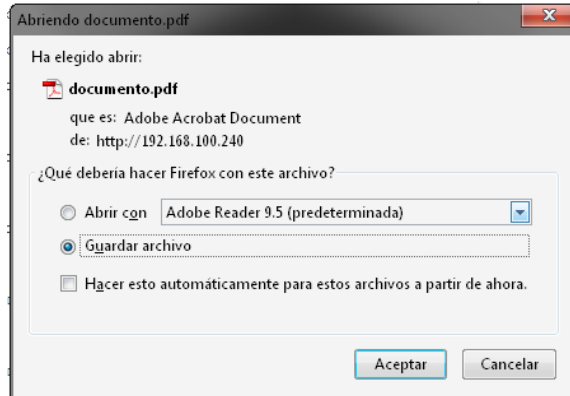 Abriendo documento.pdf
Ha elegido abrir:
documento.pdf
que es: Adobe Acrobat Document
de: http://192.168.100.240
¿Qué debería hacer Firefox con este archivo?
Abrir con Adobe Reader 9.5 (predeterminada)
Guardar archivo
Hacer esto automáticamente para estos archivos a partir de ahora.
Aceptar Cancelar